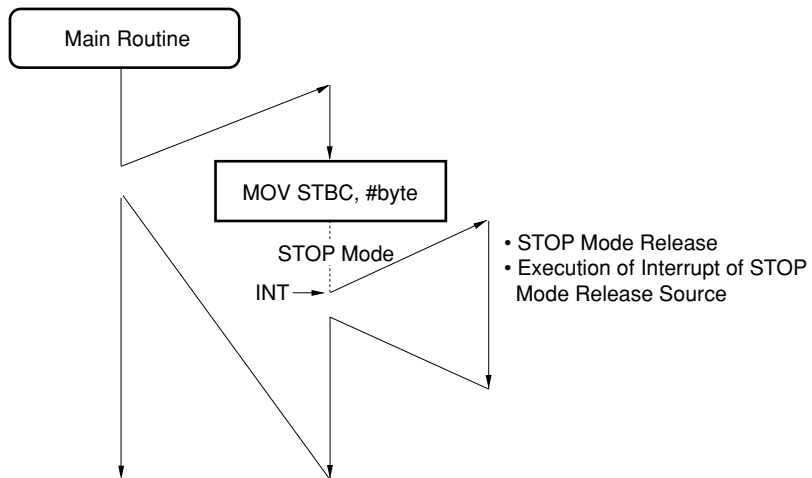 Main Routine
MOV STBC, #byte
STOP Mode
INT
• STOP Mode Release
• Execution of Interrupt of STOP
Mode Release Source